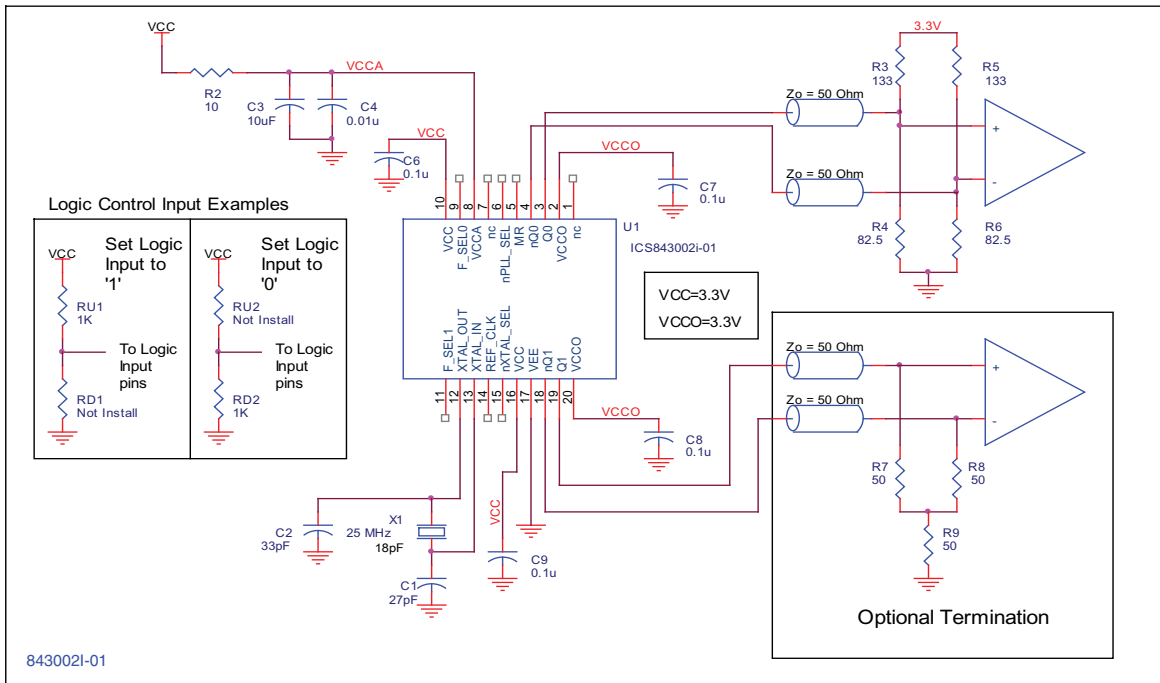 VCC
R2
10
VCCA
C3
10uF
C4
0.01u
VCC
C6
0.1u
VCCO
C7
0.1u
Zo = 50 Ohm
Zo = 50 Ohm
3.3V
R3
133
R5
133
+
-
R4
82.5
R6
82.5
10
9
8
7
6
5
4
3
2
1
VCC
F_SEL0
VCCA
nc
nPLL_SEL
MR
nQ0
Q0
VCCO
nc
U1
ICS843002i-01
F_SEL1
XTAL_OUT
XTAL_IN
REF_CLK
nXTAL_SEL
VCC
VEE
nQ1
Q1
VCCO
11
12
13
14
15
16
17
18
19
20
VCC=3.3V
VCCO=3.3V
Logic Control Input Examples
VCC
Set Logic
Input to
'1'
RU1
1K
To Logic
Input
pins
RD1
Not Install
VCC
Set Logic
Input to
'0'
RU2
Not Install
To Logic
Input
pins
RD2
1K
VCCO
C8
0.1u
VCC
C9
0.1u
C2
33pF
X1
25 MHz
18pF
C1
27pF
Zo = 50 Ohm
Zo = 50 Ohm
+
-
R7
50
R8
50
R9
50
Optional Termination
843002I-01